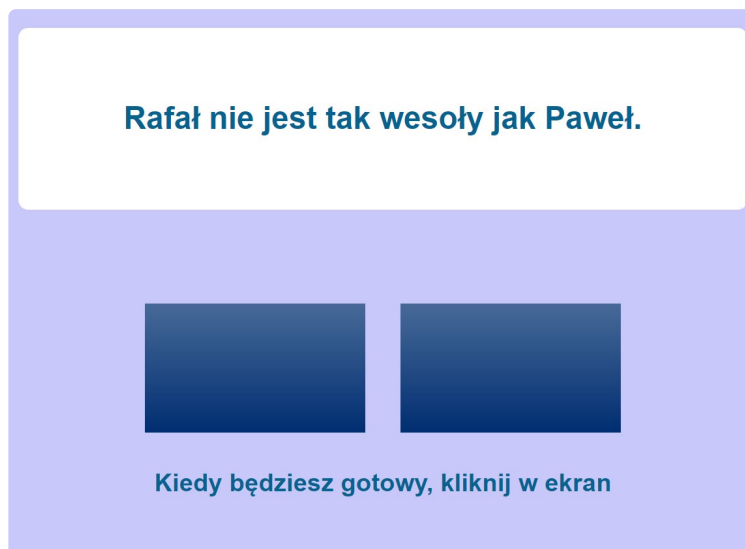 Rafał nie jest tak wesoły jak Paweł.
Kiedy będziesz gotowy, kliknij w ekran